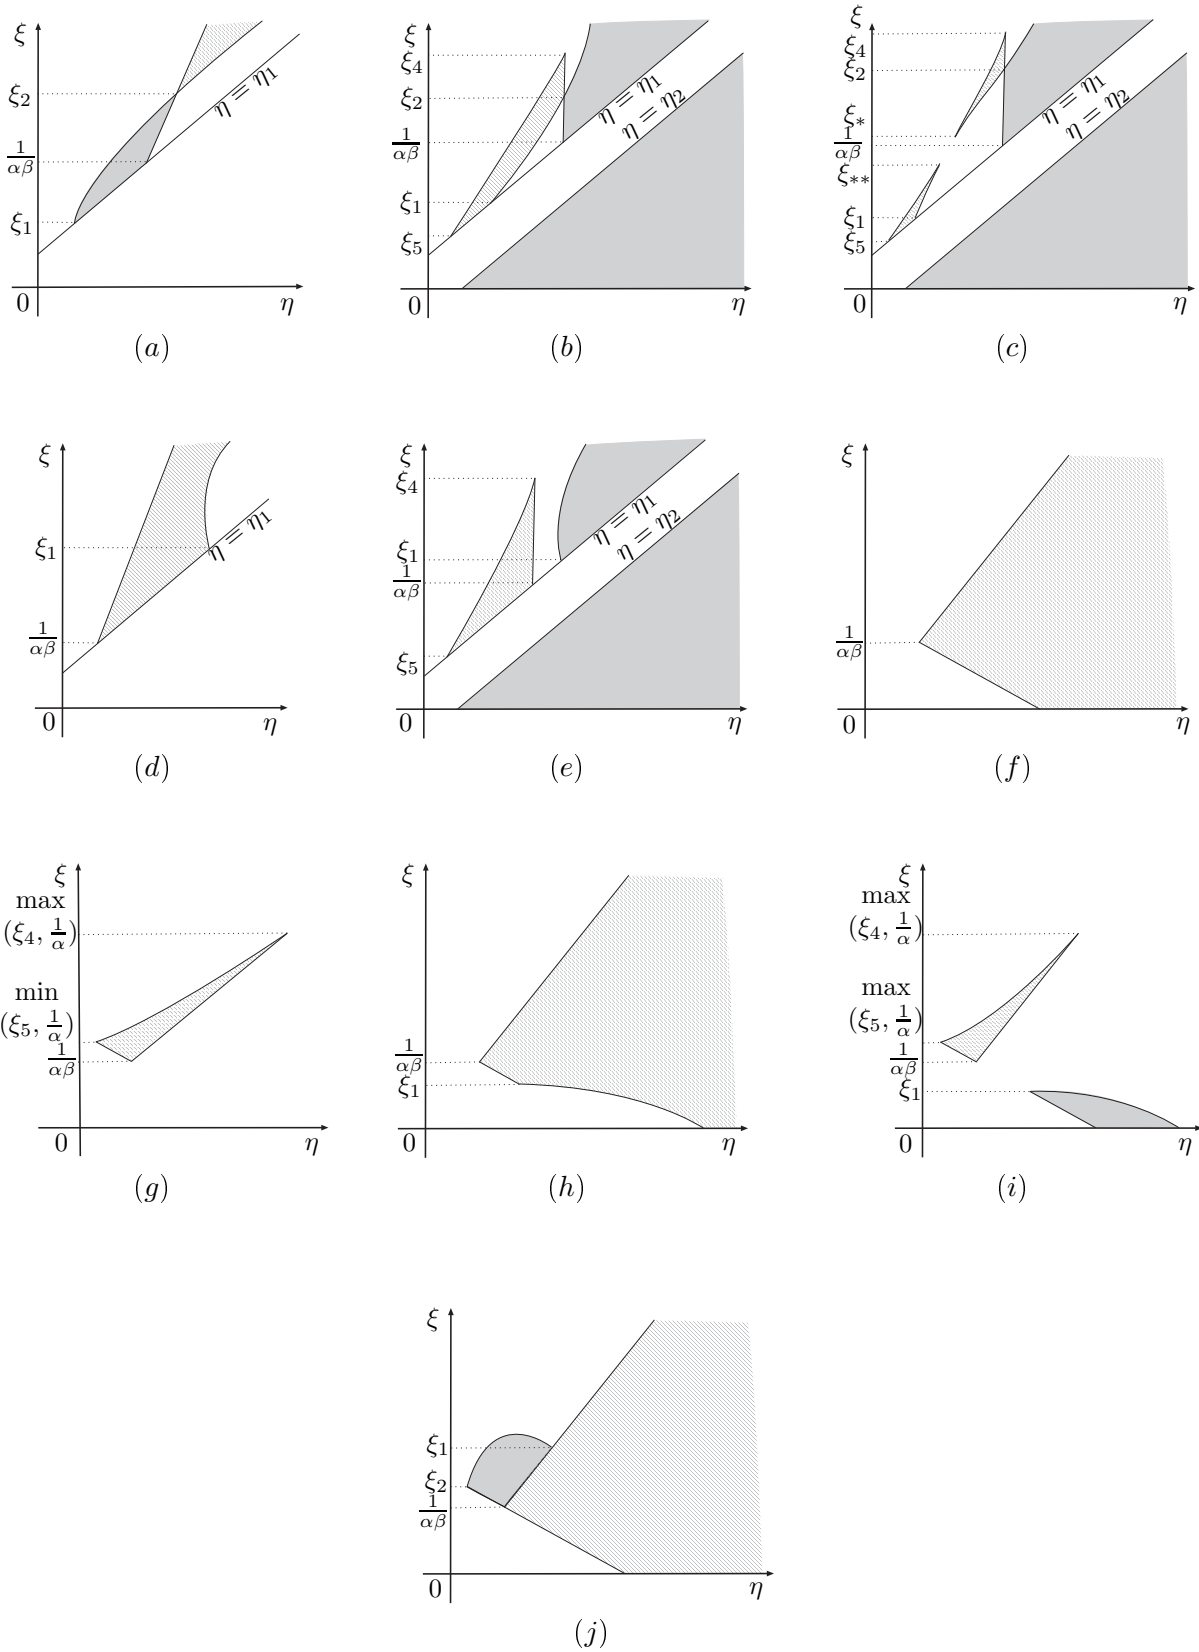 ξ
ξ₂
1/αβ
ξ₁
0
η
η = η₁
(a)
ξ
ξ₄
ξ₂
1/αβ
ξ₁
ξ₅
0
η
η = η₁
η = η₂
(b)
ξ
ξ₄
ξ₂
ξ*
1/αβ
ξ**
ξ₁
ξ₅
0
η
η = η₁
η = η₂
(c)
ξ
ξ₁
1/αβ
0
η
η = η₁
(d)
ξ
ξ₄
ξ₁
1/αβ
ξ₅
0
η
η = η₁
η = η₂
(e)
ξ
1/αβ
0
η
(f)
ξ
max
(ξ₄, 1/α)
min
(ξ₅, 1/α)
1/αβ
0
η
(g)
ξ
1/αβ
ξ₁
0
η
(h)
ξ
max
(ξ₄, 1/α)
max
(ξ₅, 1/α)
1/αβ
ξ₁
0
η
(i)
ξ
ξ₁
ξ₂
1/αβ
0
η
(j)